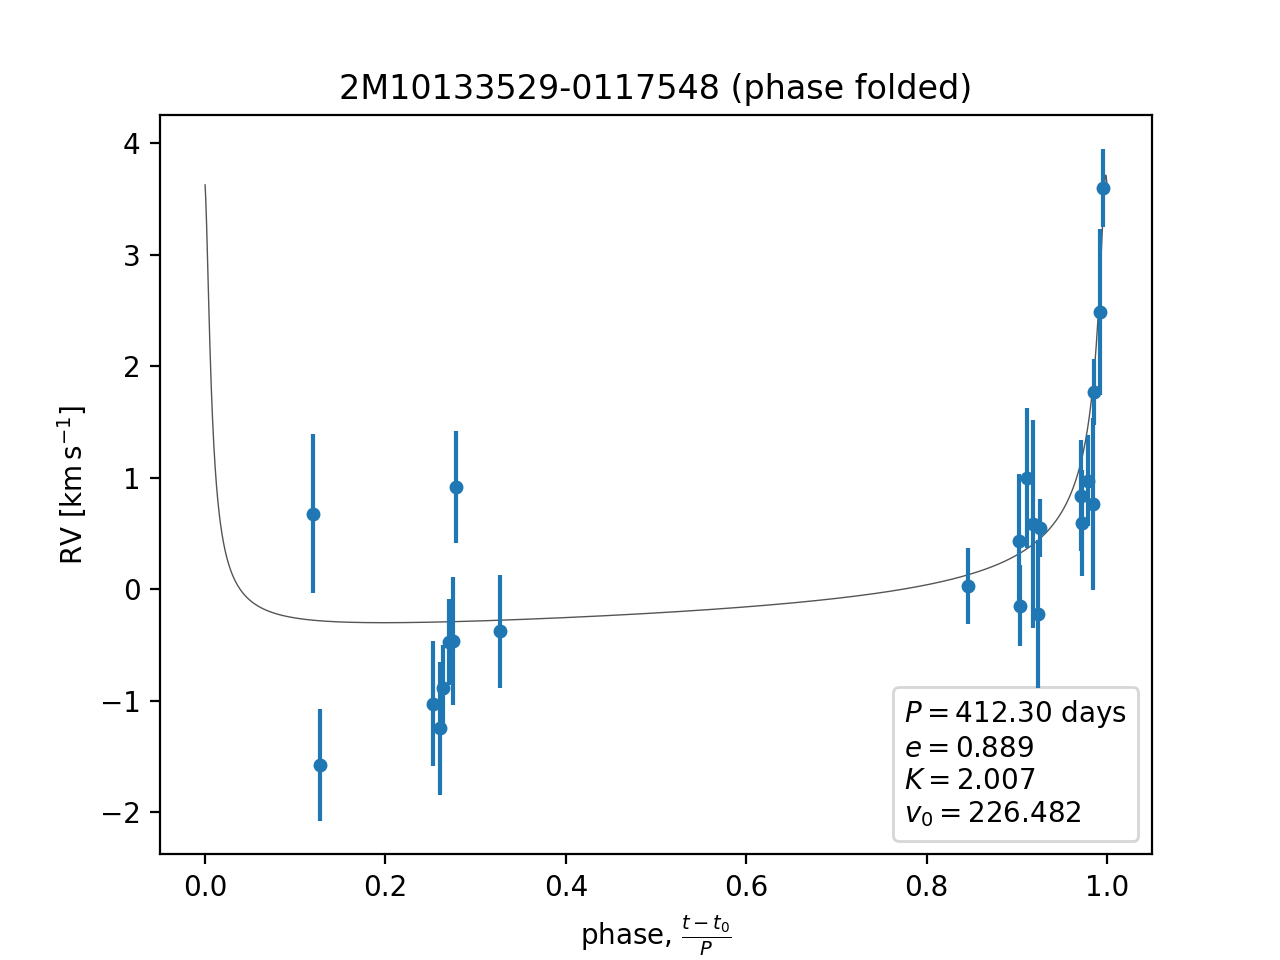 2M10133529-0117548 (phase folded)
4
3
2
1
0
−1
−2
RV [km s⁻¹]
P = 412.30 days
e = 0.889
K = 2.007
v₀ = 226.482
0.0 0.2 0.4 0.6 0.8 1.0
phase, (t − t₀)/P